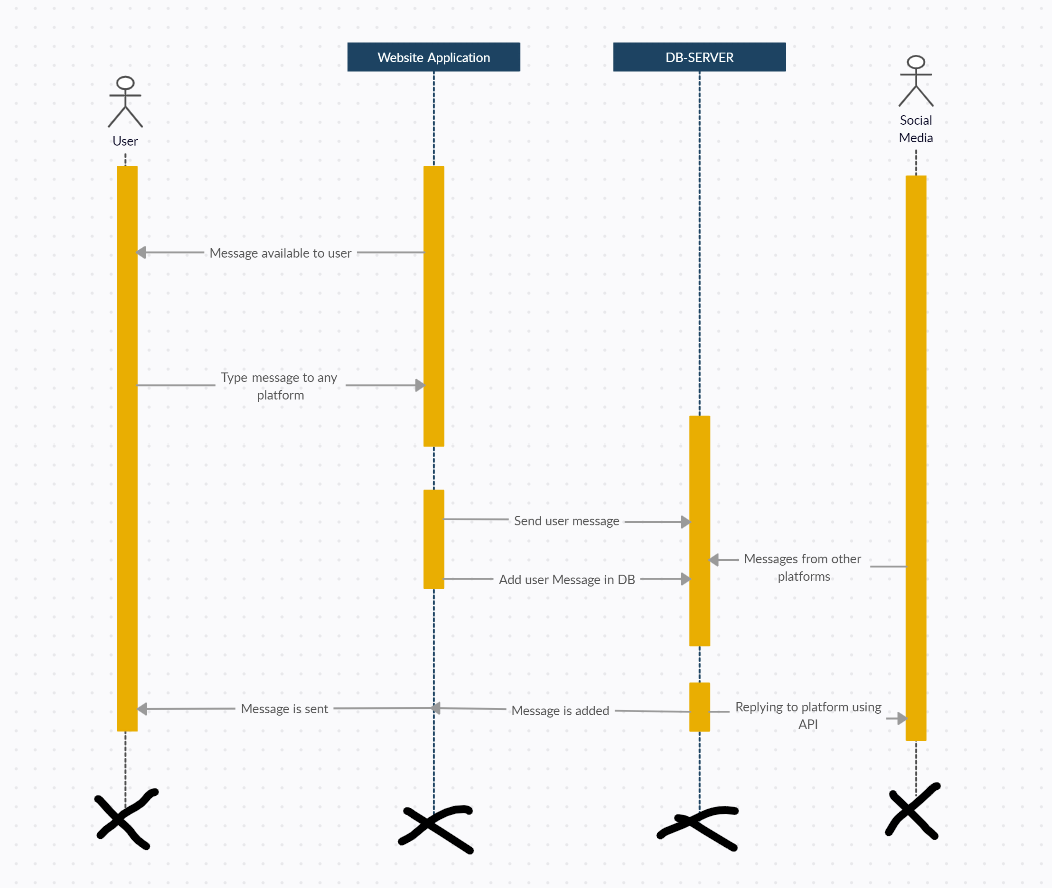 Website Application
DB-SERVER
User
Social
Media
Message available to user
Type message to any
platform
Send user message
Messages from other
platforms
Add user Message in DB
Message is sent
Message is added
Replying to platform using
API